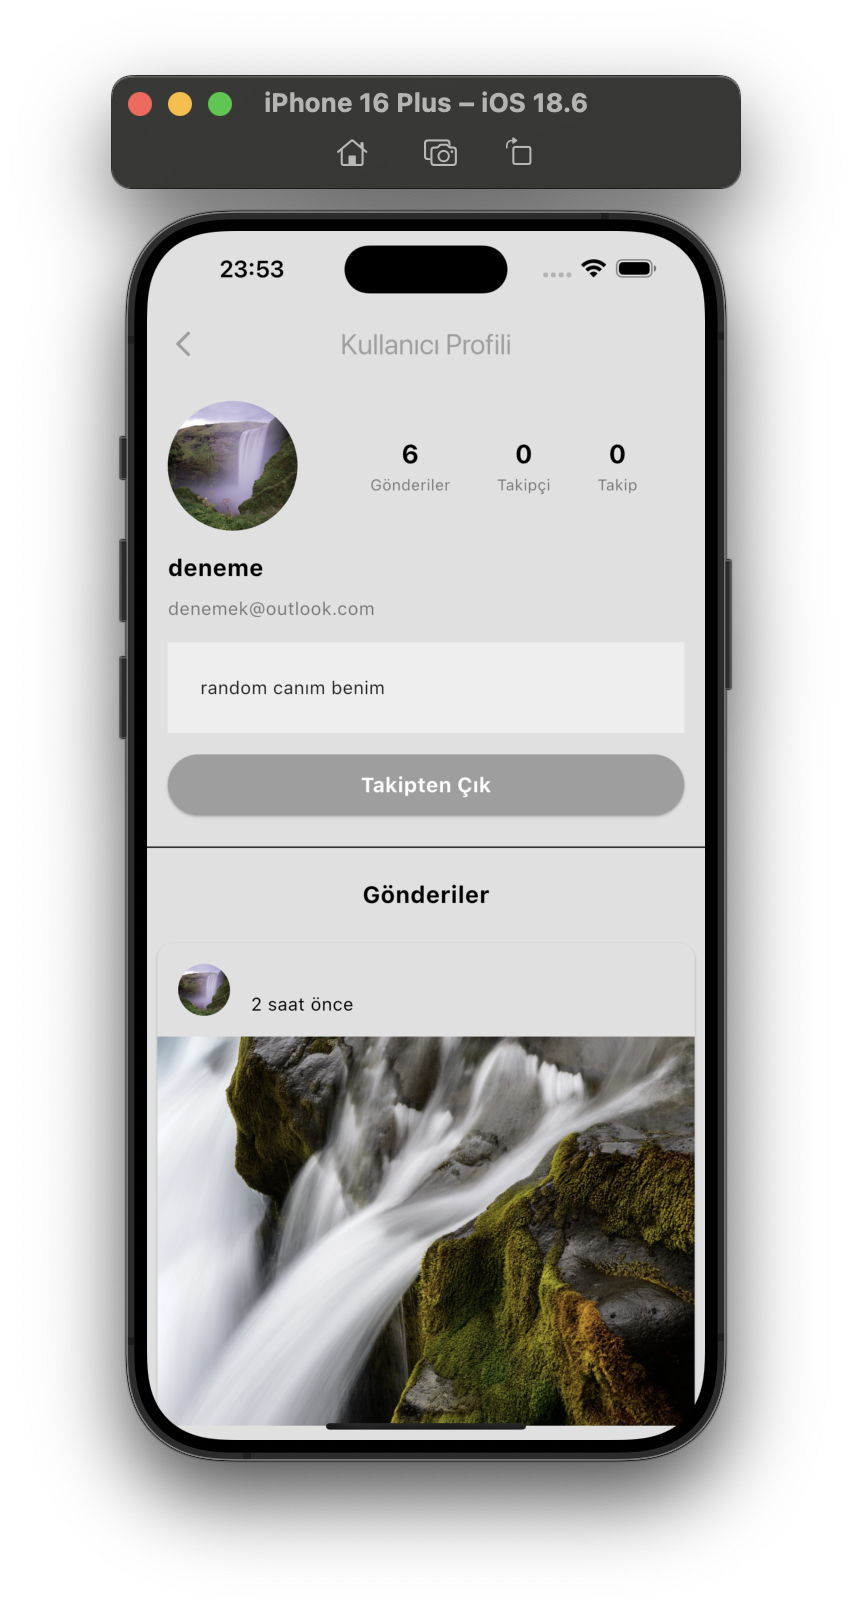 iPhone 16 Plus – iOS 18.6
23:53
Kullanıcı Profili
6 0 0
Gönderiler Takipçi Takip
deneme
denemek@outlook.com
random canım benim
Takipten Çık
Gönderiler
2 saat önce